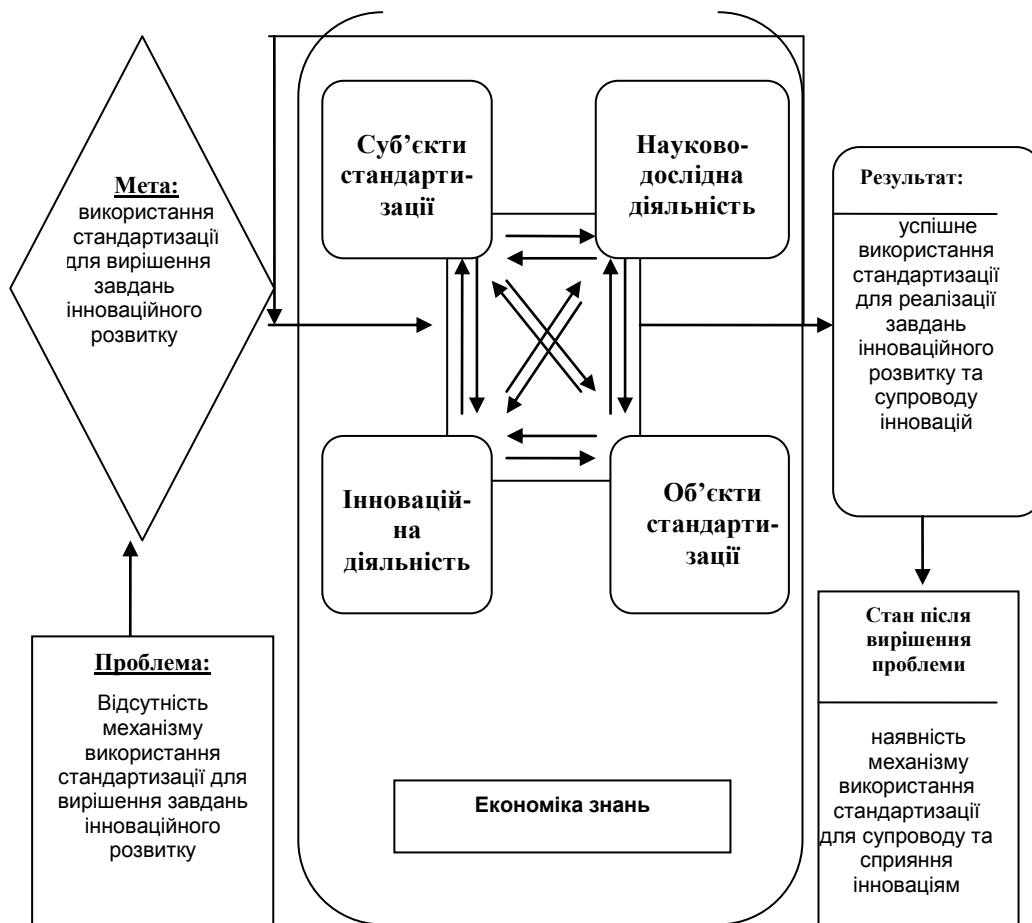 Мета:
використання
стандартизації
для вирішення
завдань
інноваційного
розвитку
Проблема:
Відсутність
механізму
використання
стандартизації для
вирішення завдань
інноваційного
розвитку
Суб’єкти
стандарти-
зації
Науково-
дослідна
діяльність
Інновацій-
на
діяльність
Об’єкти
стандарти-
зації
Економіка знань
Результат:
успішне
використання
стандартизації
для реалізації
завдань
інноваційного
розвитку та
супроводу
інновацій
Стан після
вирішення
проблеми
наявність
механізму
використання
стандартизації
для супроводу та
сприяння
інноваціям